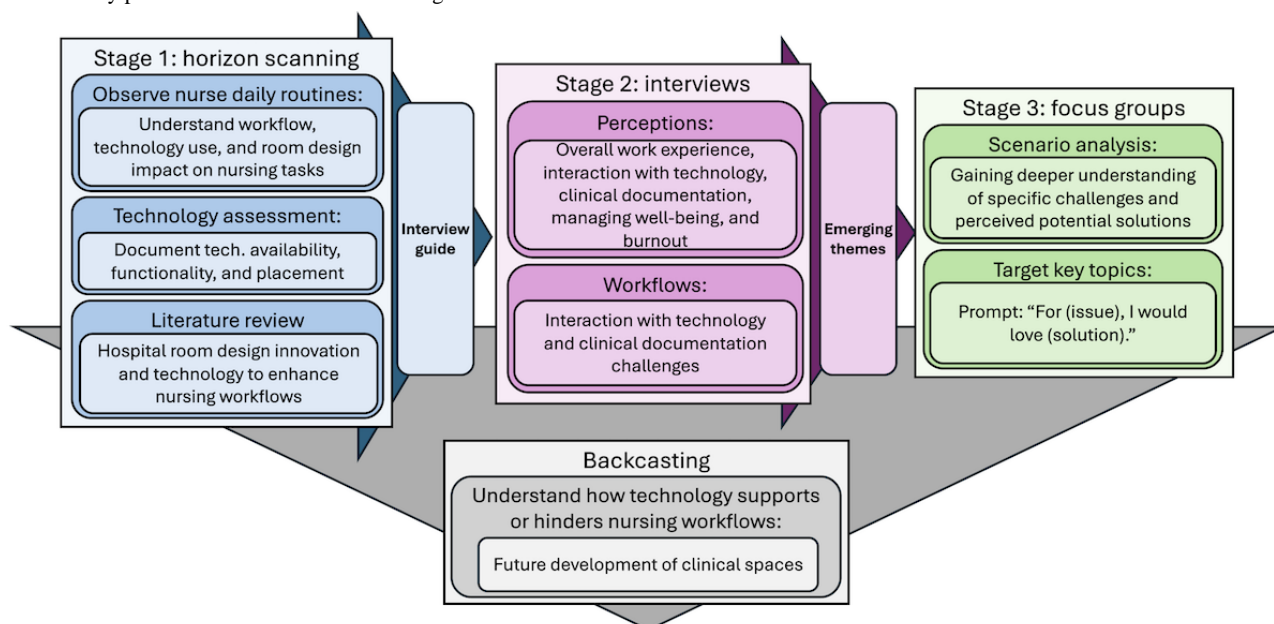 Stage 1: horizon scanning
Observe nurse daily routines:
Understand workflow,
technology use, and room design
impact on nursing tasks
Technology assessment:
Document tech. availability,
functionality, and placement
Literature review
Hospital room design innovation
and technology to enhance
nursing workflows
Interview
guide
Stage 2: interviews
Perceptions:
Overall work experience,
interaction with technology,
clinical documentation,
managing well-being, and
burnout
Workflows:
Interaction with technology
and clinical documentation
challenges
Emerging
themes
Stage 3: focus groups
Scenario analysis:
Gaining deeper understanding
of specific challenges and
perceived potential solutions
Target key topics:
Prompt: “For (issue), I would
love (solution).”
Backcasting
Understand how technology supports
or hinders nursing workflows:
Future development of clinical spaces